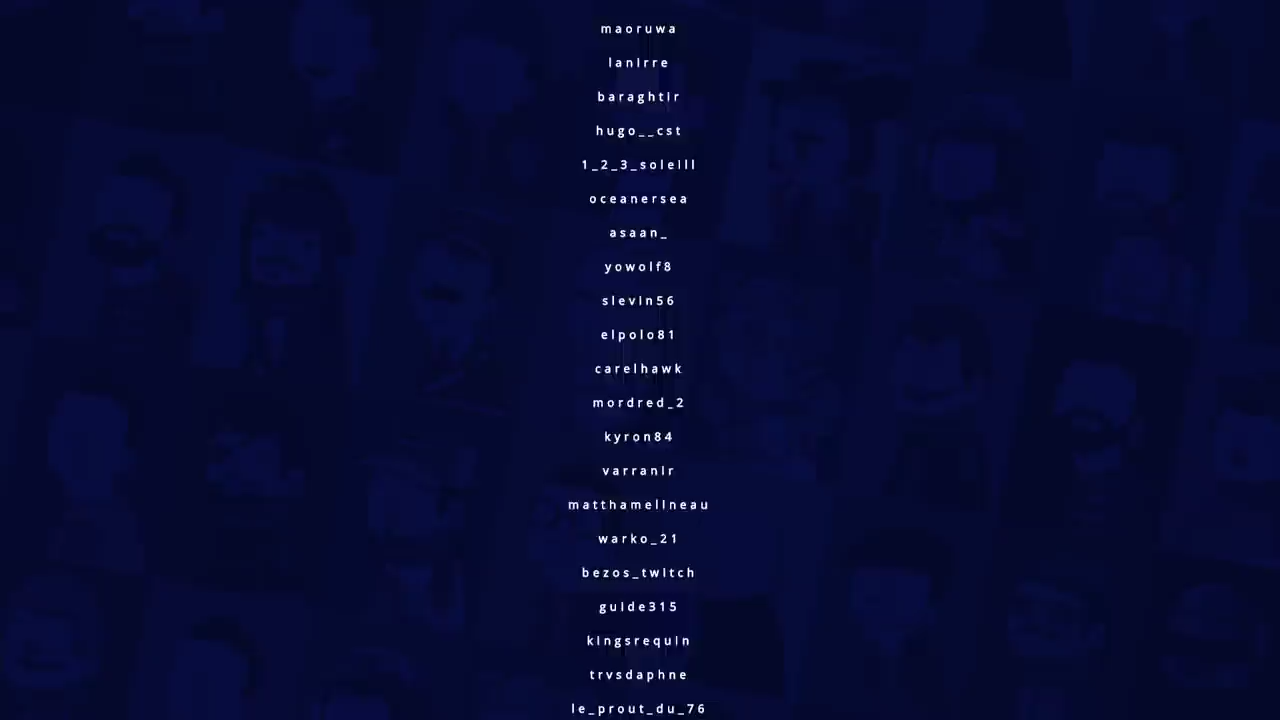 maoruwa
lanirre
baraghtir
hugo__cst
1_2_3_soleill
oceanersea
asaan_
yowolf8
slevin56
elpolo81
carelhawk
mordred_2
kyron84
varranir
matthamelineau
warko_21
bezos_twitch
guide315
kingsrequin
trvsdaphne
le_prout_du_76